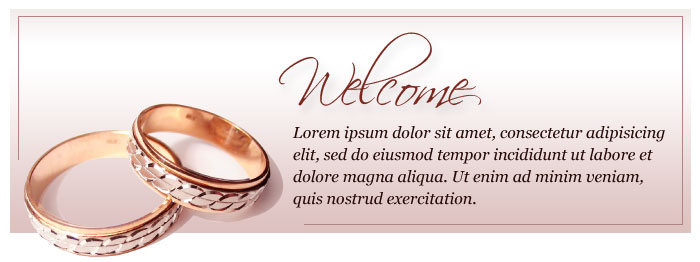 Welcome
Lorem ipsum dolor sit amet, consectetur adipisicing
elit, sed do eiusmod tempor incididunt ut labore et
dolore magna aliqua. Ut enim ad minim veniam,
quis nostrud exercitation.